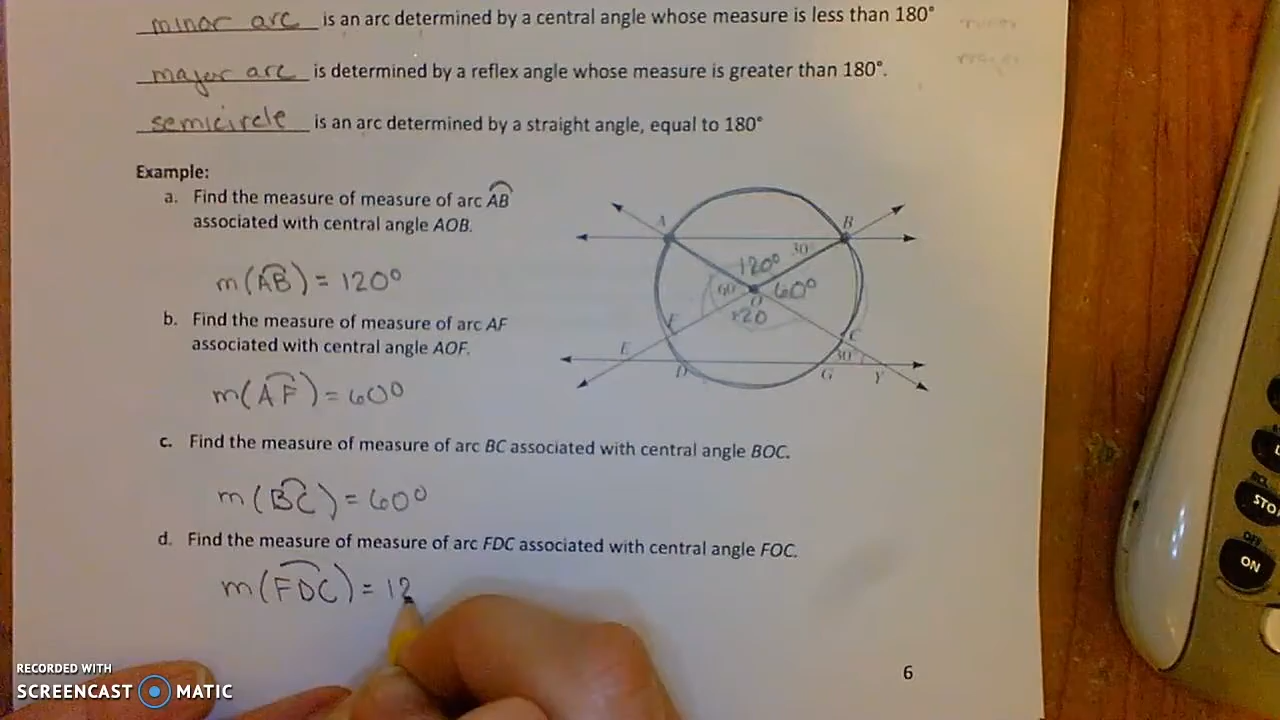 minor arc is an arc determined by a central angle whose measure is less than 180°
major arc is determined by a reflex angle whose measure is greater than 180°.
semicircle is an arc determined by a straight angle, equal to 180°
Example:
a. Find the measure of measure of arc AB
associated with central angle AOB.
m(AB) = 120°
b. Find the measure of measure of arc AF
associated with central angle AOF.
m(AF) = 60°
c. Find the measure of measure of arc BC associated with central angle BOC.
m(BC) = 60°
d. Find the measure of measure of arc FDC associated with central angle FOC.
m(FDC) = 12
A
B
30°
120°
60°
60°
O
120
F
C
E
30°
D
G
Y
6
STO
OFF
ON
RECORDED WITH
SCREENCAST MATIC